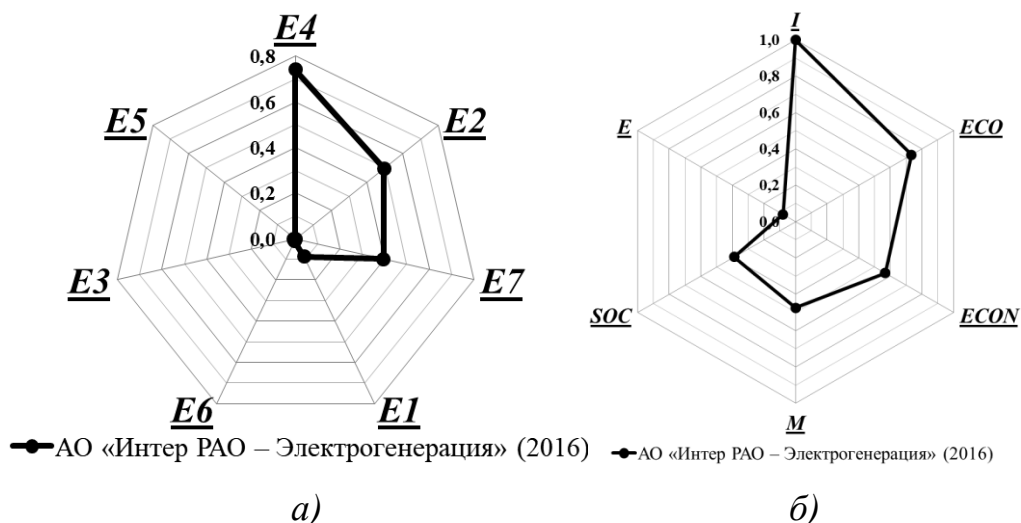 E4
0,8
0,6
0,4
0,2
0,0
E5
E2
E3
E7
E6
E1
АО «Интер РАО – Электрогенерация» (2016)
а)
I
1,0
0,8
0,6
0,4
0,2
0,0
E
ECO
SOC
ECON
M
АО «Интер РАО – Электрогенерация» (2016)
б)